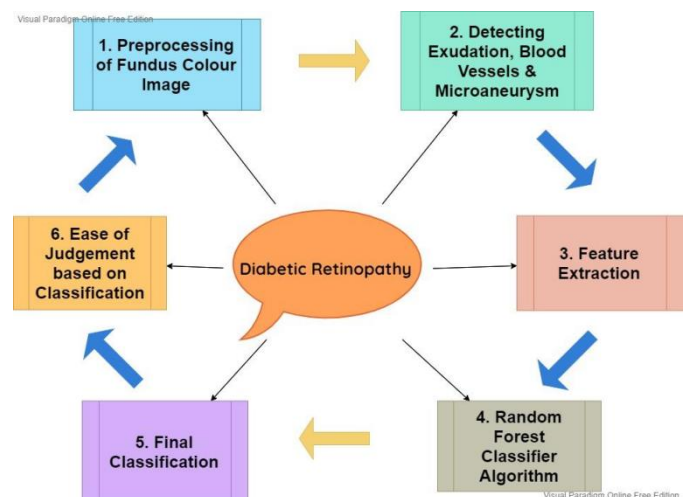 Visual Paradigm Online Free Edition
1. Preprocessing
of Fundus Colour
Image
2. Detecting
Exudation, Blood
Vessels &
Microaneurysm
6. Ease of
Judgement
based on
Classification
Diabetic Retinopathy
3. Feature
Extraction
5. Final
Classification
4. Random
Forest
Classifier
Algorithm
Visual Paradigm Online Free Edition